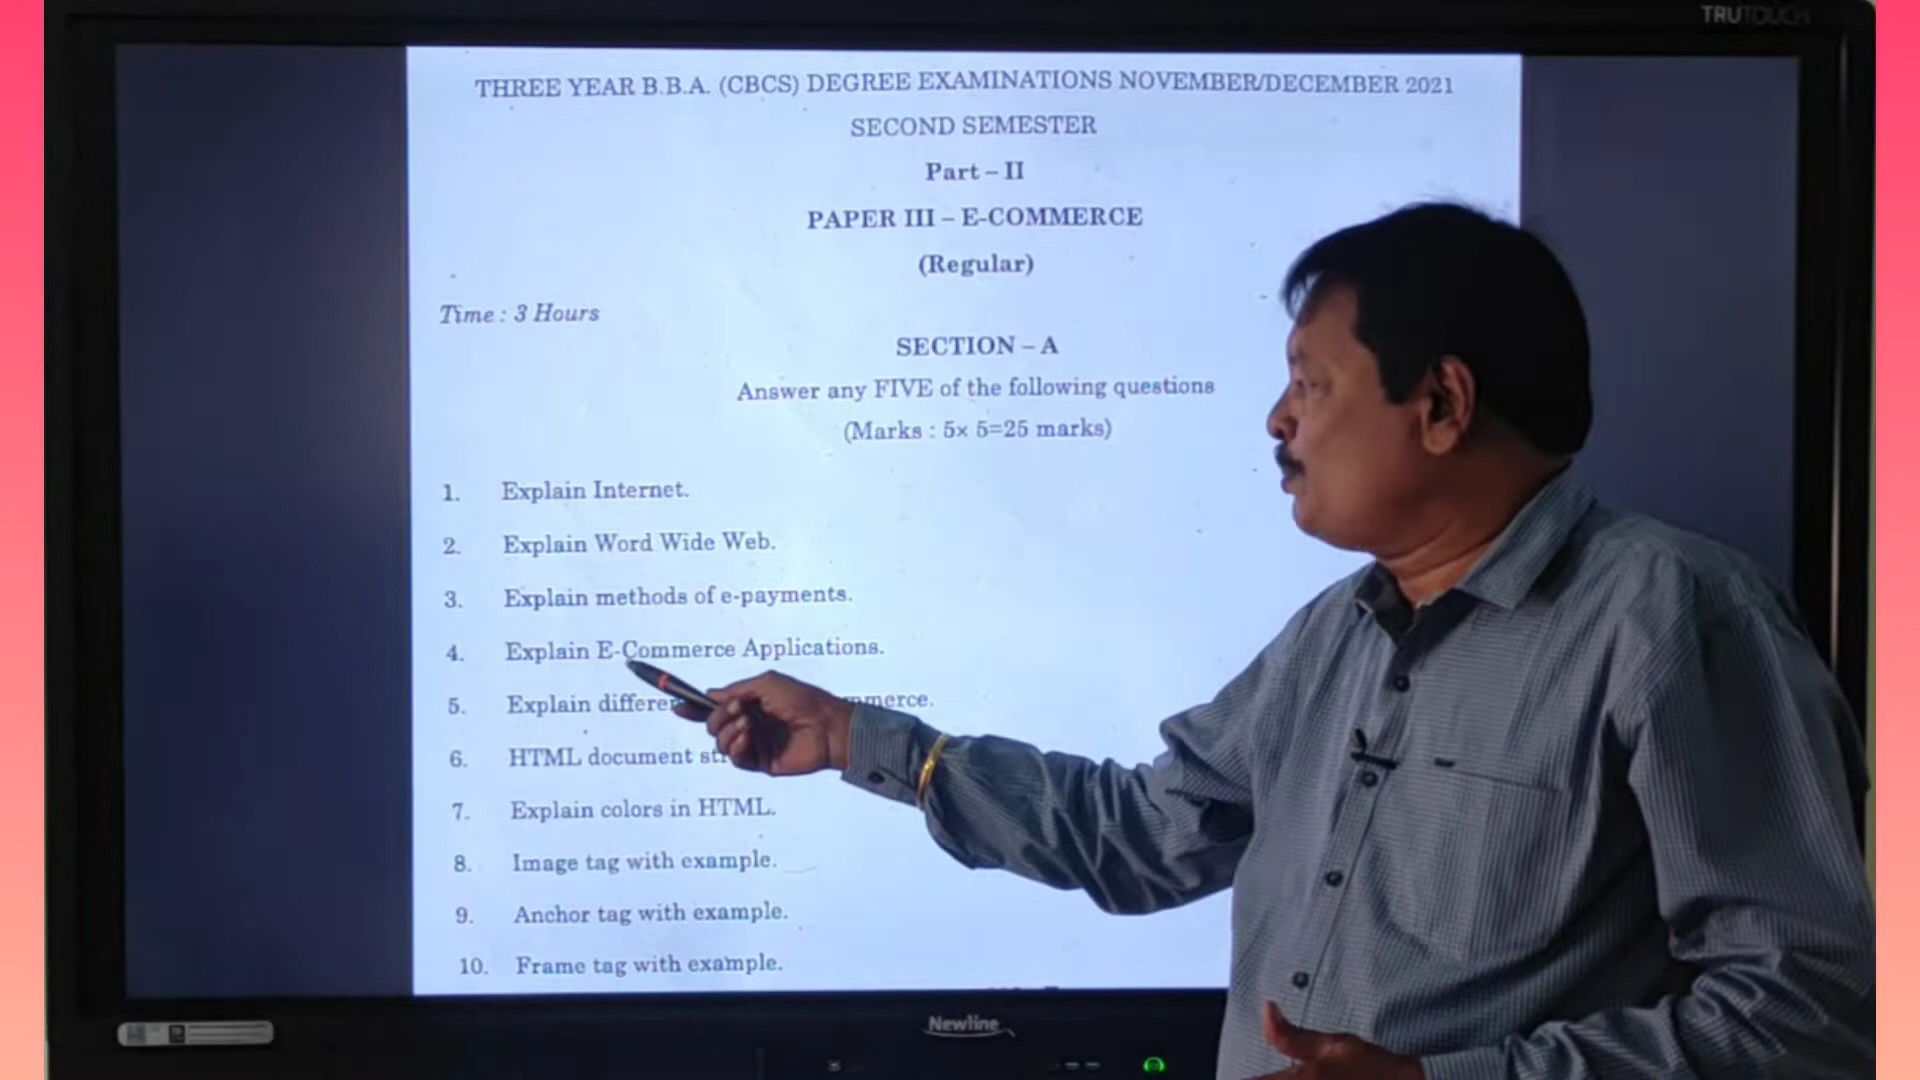 TRUTOUCH
THREE YEAR B.B.A. (CBCS) DEGREE EXAMINATIONS NOVEMBER/DECEMBER 2021
SECOND SEMESTER
Part – II
PAPER III – E-COMMERCE
(Regular)
Time : 3 Hours
SECTION – A
Answer any FIVE of the following questions
(Marks : 5× 5=25 marks)
1. Explain Internet.
2. Explain Word Wide Web.
3. Explain methods of e-payments.
4. Explain E-Commerce Applications.
5. Explain
6. HTML document
7. Explain colors in HTML.
8. Image tag with example.
9. Anchor tag with example.
10. Frame tag with example.
Newline